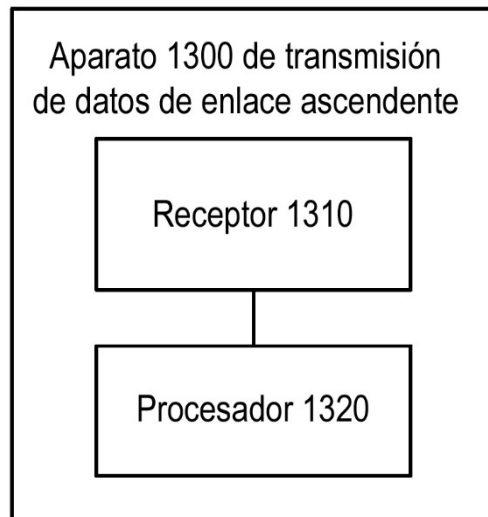 Aparato 1300 de transmisión
de datos de enlace ascendente
Receptor 1310
Procesador 1320